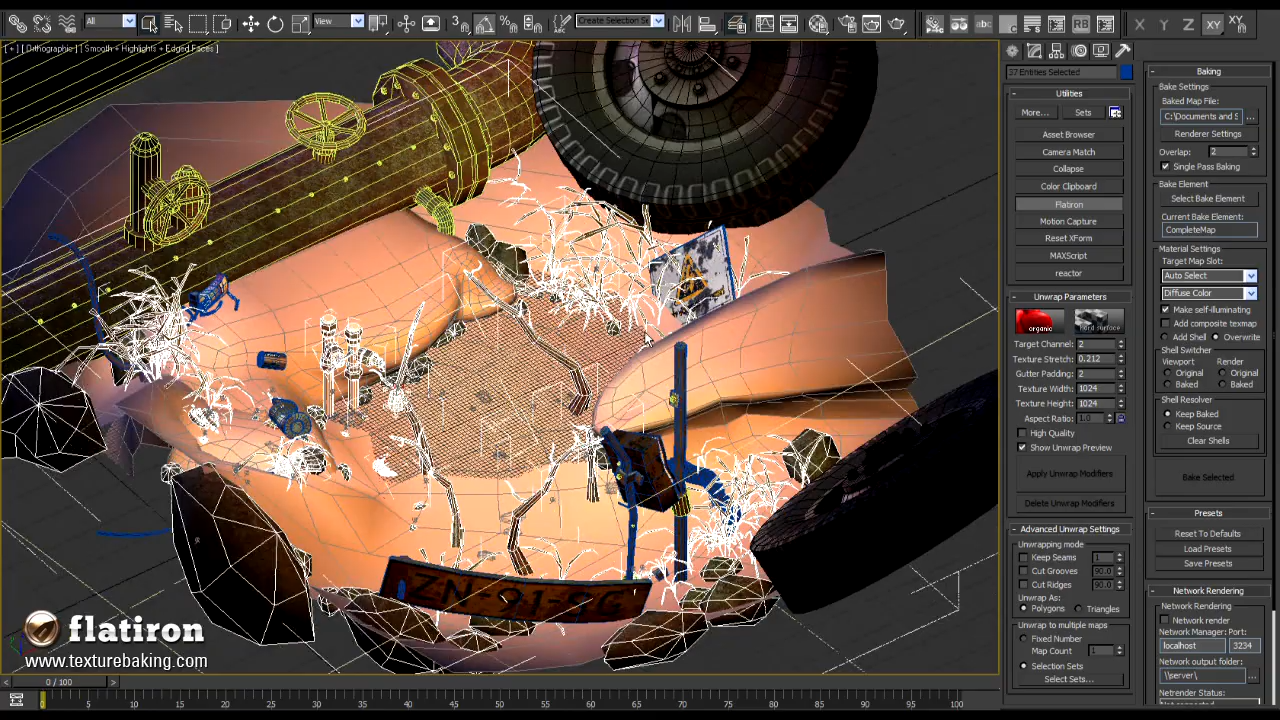 All
View
3
Create Selection Se
abc
RB
X
Y
Z
XY
XY
[ + ] [ Orthographic ] [ Smooth + Highlights + Edged Faces ]
37 Entities Selected
Utilities
More...
Sets
Asset Browser
Camera Match
Collapse
Color Clipboard
Flatiron
Motion Capture
Reset XForm
MAXScript
reactor
Unwrap Parameters
organic
Hard surface
Target Channel: 2
Texture Stretch: 0.212
Gutter Padding: 2
Texture Width: 1024
Texture Height: 1024
Aspect Ratio: 1.0
High Quality
Show Unwrap Preview
Apply Unwrap Modifiers
Delete Unwrap Modifiers
Advanced Unwrap Settings
Unwrapping mode
Keep Seams 1
Cut Grooves 90.0
Cut Ridges 90.0
Unwrap As:
Polygons Triangles
Unwrap to multiple maps
Fixed Number
Map Count 1
Selection Sets
Select Sets...
Baking
Bake Settings
Baked Map File:
C:\Documents and S ...
Renderer Settings
Overlap: 2
Single Pass Baking
Bake Element
Select Bake Element
Current Bake Element:
CompleteMap
Material Settings
Target Map Slot:
Auto Select
Diffuse Color
Make self-illuminating
Add composite texmap
Add Shell Overwrite
Shell Switcher
Viewport Render
Original Original
Baked Baked
Shell Resolver
Keep Baked
Keep Source
Clear Shells
Bake Selected
Presets
Reset To Defaults
Load Presets
Save Presets
Network Rendering
Network Rendering
Network render
Network Manager: Port:
localhost 3234
Network output folder:
\\server\ ...
Netrender Status:
Not connected
flatiron
www.texturebaking.com
< 0 / 100 >
0 5 10 15 20 25 30 35 40 45 50 55 60 65 70 75 80 85 90 95 100